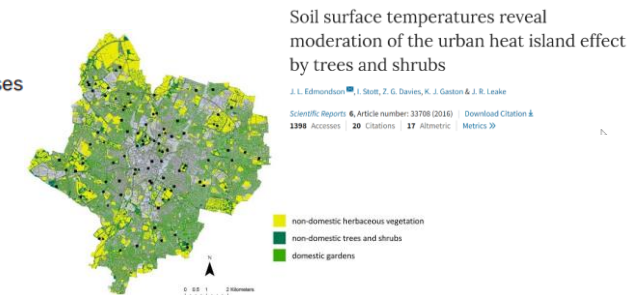 ses
Soil surface temperatures reveal
moderation of the urban heat island effect
by trees and shrubs
J. L. Edmondson, I. Stott, Z. G. Davies, K. J. Gaston & J. R. Leake
Scientific Reports 6, Article number: 33708 (2016) | Download Citation
1398 Accesses | 20 Citations | 17 Altmetric | Metrics »
non-domestic herbaceous vegetation
non-domestic trees and shrubs
domestic gardens
N
0 0.5 1 2 Kilometers